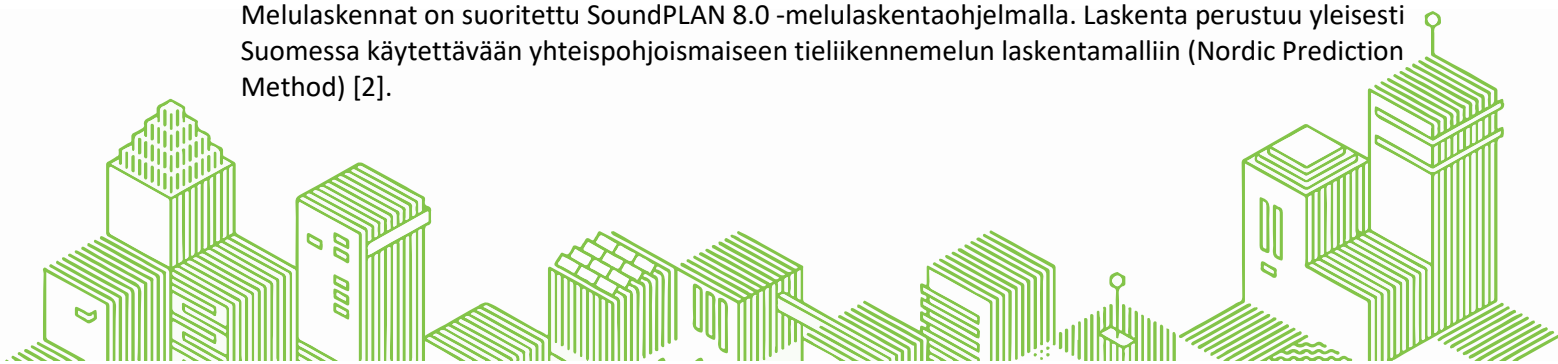 Melulaskennat on suoritettu SoundPLAN 8.0 -melulaskentaohjelmalla. Laskenta perustuu yleisesti
Suomessa käytettävään yhteispohjoismaiseen tieliikennemelun laskentamalliin (Nordic Prediction
Method) [2].